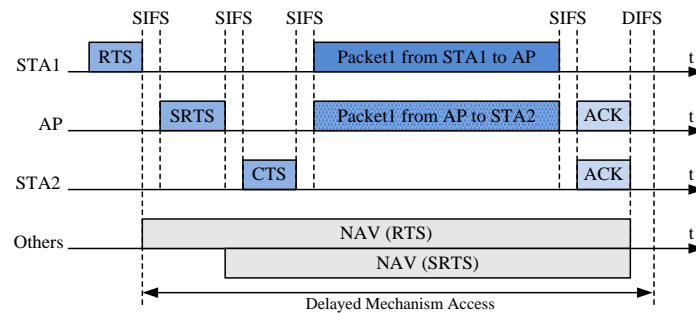 SIFS SIFS SIFS SIFS DIFS
STA1 RTS Packet1 from STA1 to AP t
AP SRTS Packet1 from AP to STA2 ACK t
STA2 CTS ACK t
Others NAV (RTS) t
NAV (SRTS)
Delayed Mechanism Access